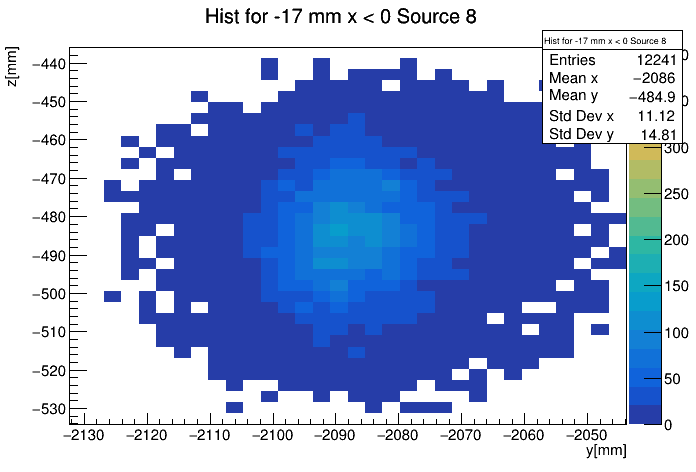 Hist for -17 mm x < 0 Source 8
z[mm]
−440
−450
−460
−470
−480
−490
−500
−510
−520
−530
−2130 −2120 −2110 −2100 −2090 −2080 −2070 −2060 −2050
y[mm]
Hist for -17 mm x < 0 Source 8
Entries 12241
Mean x −2086
Mean y −484.9
Std Dev x 11.12
Std Dev y 14.81
0
0
300
250
200
150
100
50
0